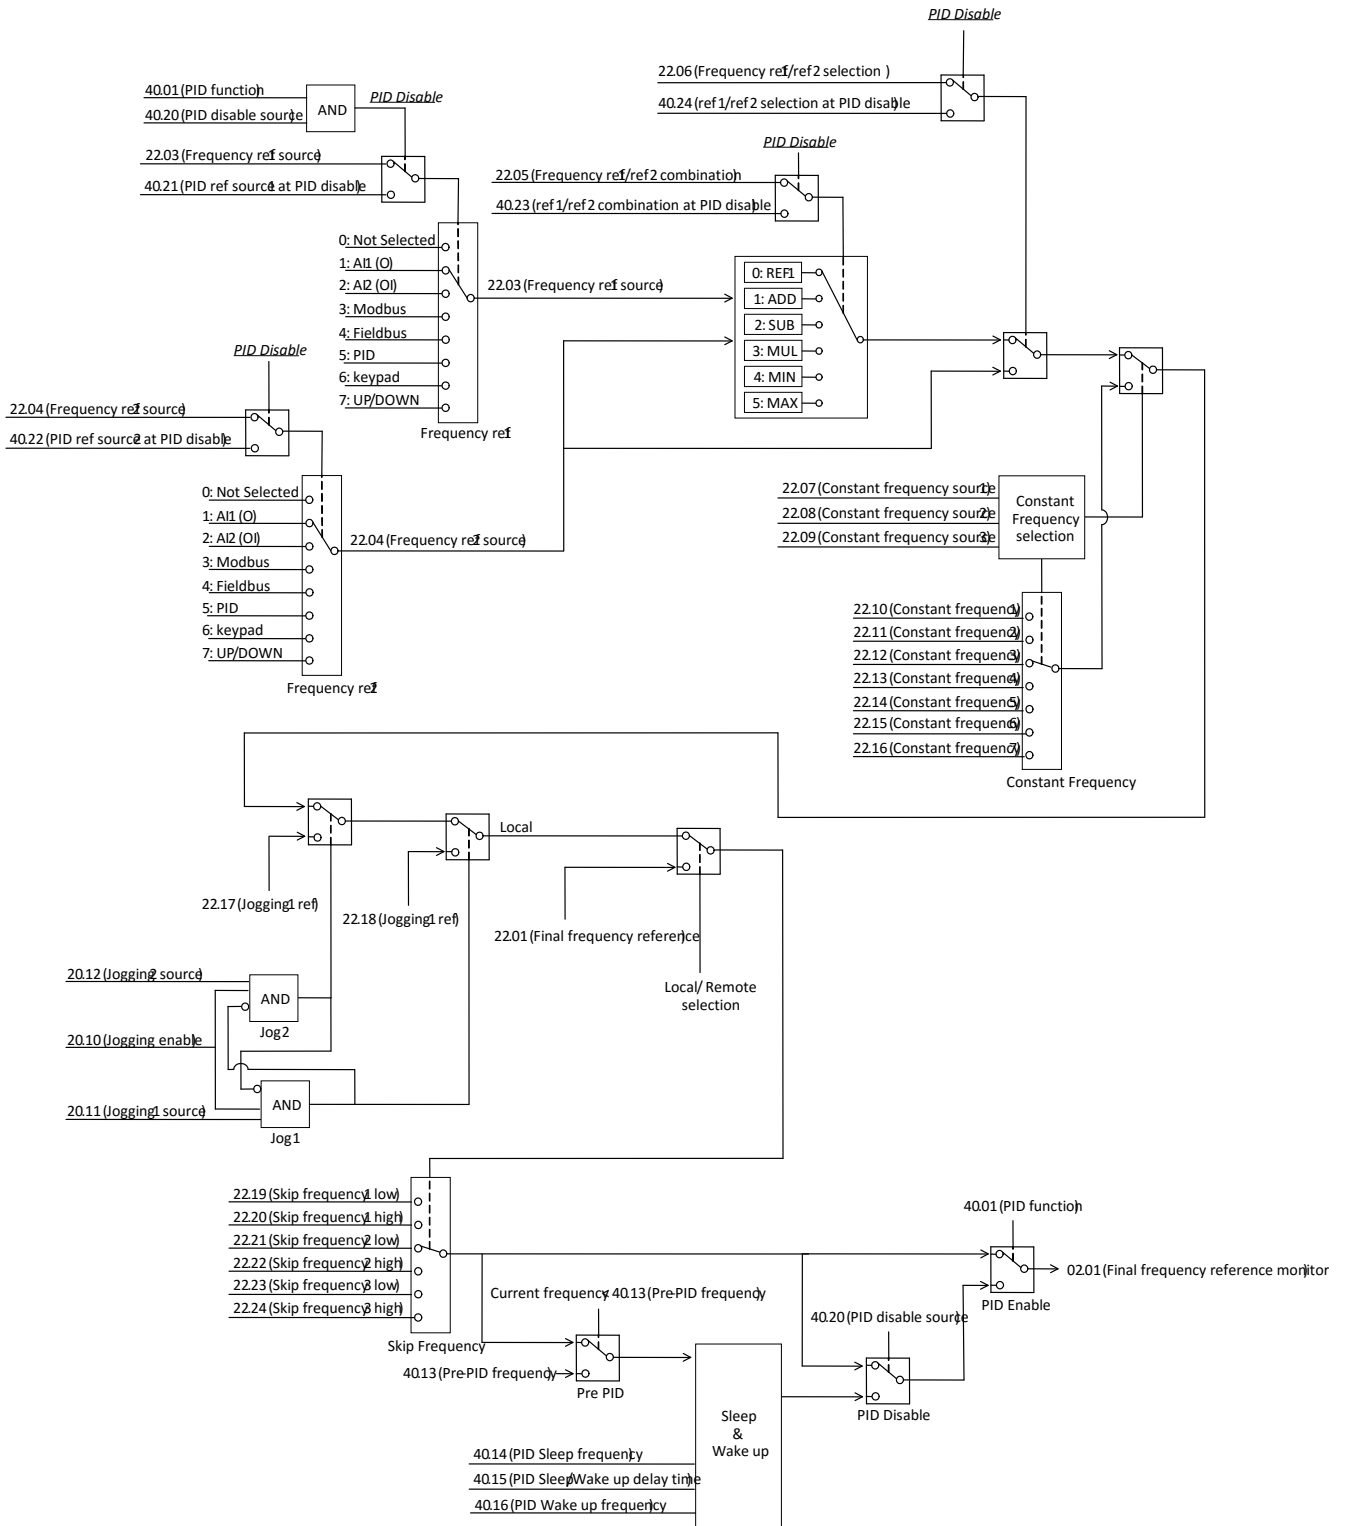 PID Disable
22.06 (Frequency ref1/ref2 selection )
40.24 (ref1/ref2 selection at PID disable)
40.01 (PID function)
40.20 (PID disable source)
AND
PID Disable
22.03 (Frequency ref1 source)
40.21 (PID ref source1 at PID disable)
PID Disable
22.05 (Frequency ref1/ref2 combination)
40.23 (ref1/ref2 combination at PID disable)
0: Not Selected
1: AI1 (O)
2: AI2 (OI)
3: Modbus
4: Fieldbus
5: PID
6: keypad
7: UP/DOWN
Frequency ref1
22.03 (Frequency ref1 source)
0: REF1
1: ADD
2: SUB
3: MUL
4: MIN
5: MAX
PID Disable
22.04 (Frequency ref2 source)
40.22 (PID ref source2 at PID disable)
0: Not Selected
1: AI1 (O)
2: AI2 (OI)
3: Modbus
4: Fieldbus
5: PID
6: keypad
7: UP/DOWN
Frequency ref2
22.04 (Frequency ref2 source)
22.07 (Constant frequency source1)
22.08 (Constant frequency source2)
22.09 (Constant frequency source3)
Constant
Frequency
selection
22.10 (Constant frequency1)
22.11 (Constant frequency2)
22.12 (Constant frequency3)
22.13 (Constant frequency4)
22.14 (Constant frequency5)
22.15 (Constant frequency6)
22.16 (Constant frequency7)
Constant Frequency
Local
22.17 (Jogging1 ref)
22.18 (Jogging1 ref)
22.01 (Final frequency reference)
Local/ Remote
selection
20.12 (Jogging2 source)
AND
Jog2
20.10 (Jogging enable)
20.11 (Jogging1 source)
AND
Jog1
22.19 (Skip frequency1 low)
22.20 (Skip frequency1 high)
22.21 (Skip frequency2 low)
22.22 (Skip frequency2 high)
22.23 (Skip frequency3 low)
22.24 (Skip frequency3 high)
Skip Frequency
40.01 (PID function)
02.01 (Final frequency reference monitor)
PID Enable
Current frequency < 40.13 (Pre-PID frequency)
40.13 (Pre-PID frequency)
Pre PID
40.20 (PID disable source)
PID Disable
Sleep
&
Wake up
40.14 (PID Sleep frequency)
40.15 (PID Sleep/Wake up delay time)
40.16 (PID Wake up frequency)